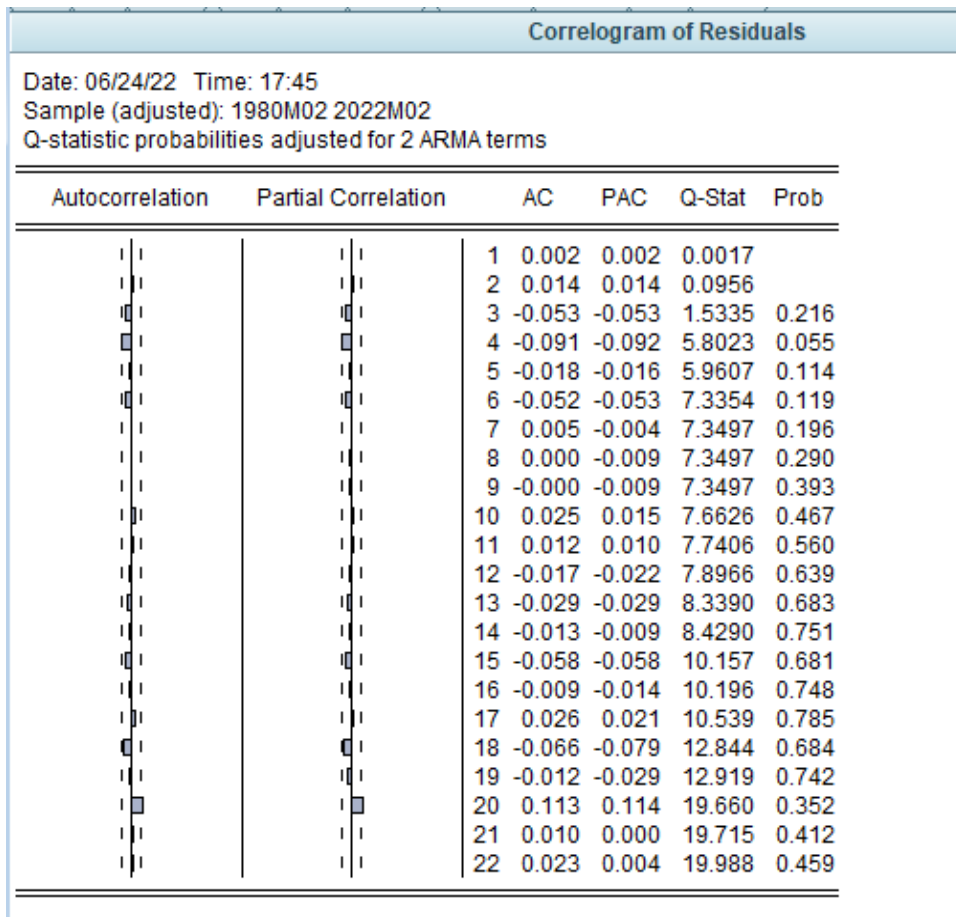 Correlogram of Residuals
Date: 06/24/22 Time: 17:45
Sample (adjusted): 1980M02 2022M02
Q-statistic probabilities adjusted for 2 ARMA terms
Autocorrelation Partial Correlation AC PAC Q-Stat Prob
1 0.002 0.002 0.0017
2 0.014 0.014 0.0956
3 -0.053 -0.053 1.5335 0.216
4 -0.091 -0.092 5.8023 0.055
5 -0.018 -0.016 5.9607 0.114
6 -0.052 -0.053 7.3354 0.119
7 0.005 -0.004 7.3497 0.196
8 0.000 -0.009 7.3497 0.290
9 -0.000 -0.009 7.3497 0.393
10 0.025 0.015 7.6626 0.467
11 0.012 0.010 7.7406 0.560
12 -0.017 -0.022 7.8966 0.639
13 -0.029 -0.029 8.3390 0.683
14 -0.013 -0.009 8.4290 0.751
15 -0.058 -0.058 10.157 0.681
16 -0.009 -0.014 10.196 0.748
17 0.026 0.021 10.539 0.785
18 -0.066 -0.079 12.844 0.684
19 -0.012 -0.029 12.919 0.742
20 0.113 0.114 19.660 0.352
21 0.010 0.000 19.715 0.412
22 0.023 0.004 19.988 0.459